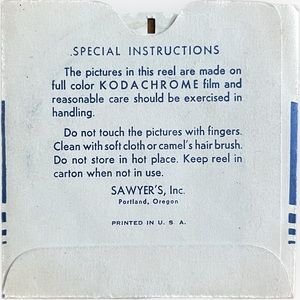 SPECIAL INSTRUCTIONS
The pictures in this reel are made on
full color KODACHROME film and
reasonable care should be exercised in
handling.
Do not touch the pictures with fingers.
Clean with soft cloth or camel's hair brush.
Do not store in hot place. Keep reel in
carton when not in use.
SAWYER'S, Inc.
Portland, Oregon
PRINTED IN U. S. A.